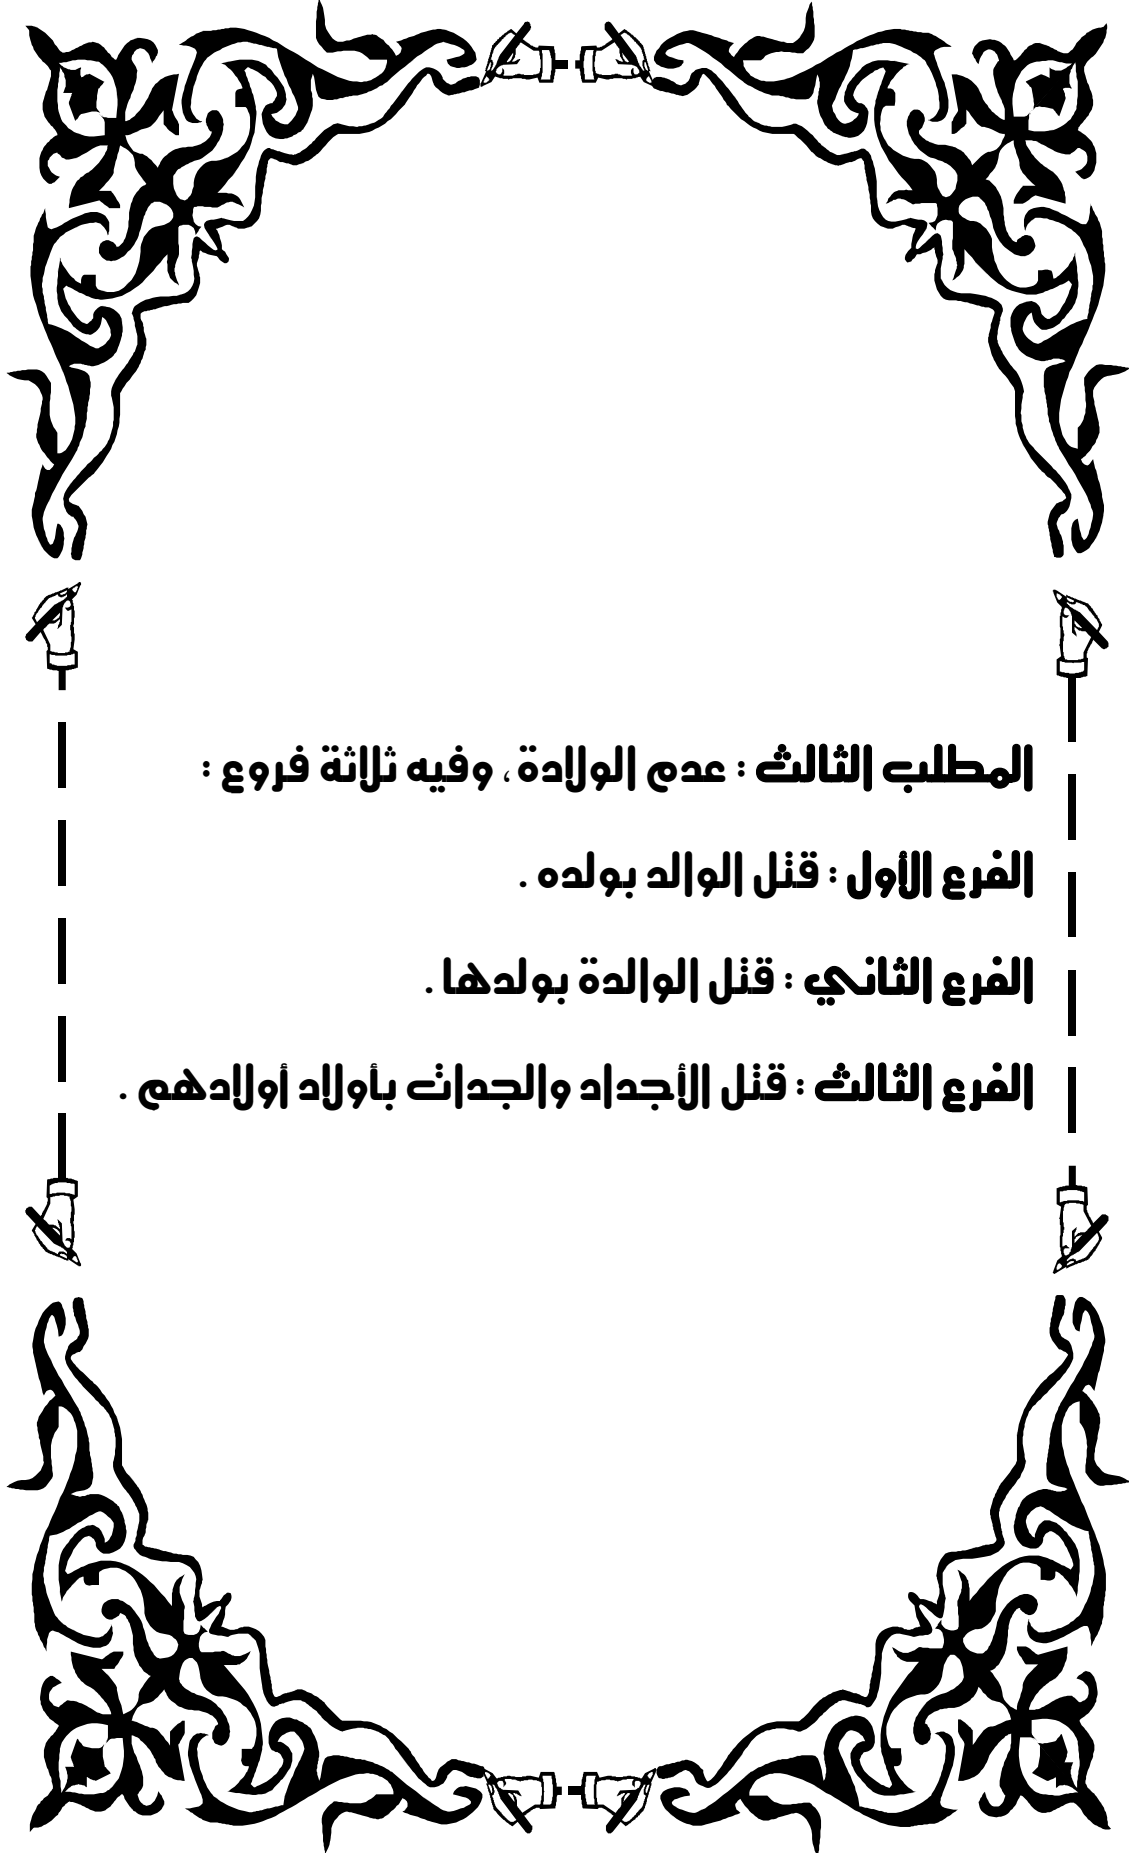 المطلب الثالث : عدم الولادة ، وفيه ثلاثة فروع :
الفرع الأول : قتل الوالد بولده .
الفرع الثاني : قتل الوالدة بولدها .
الفرع الثالث : قتل الأجداد والجدات بأولاد أولادهم .